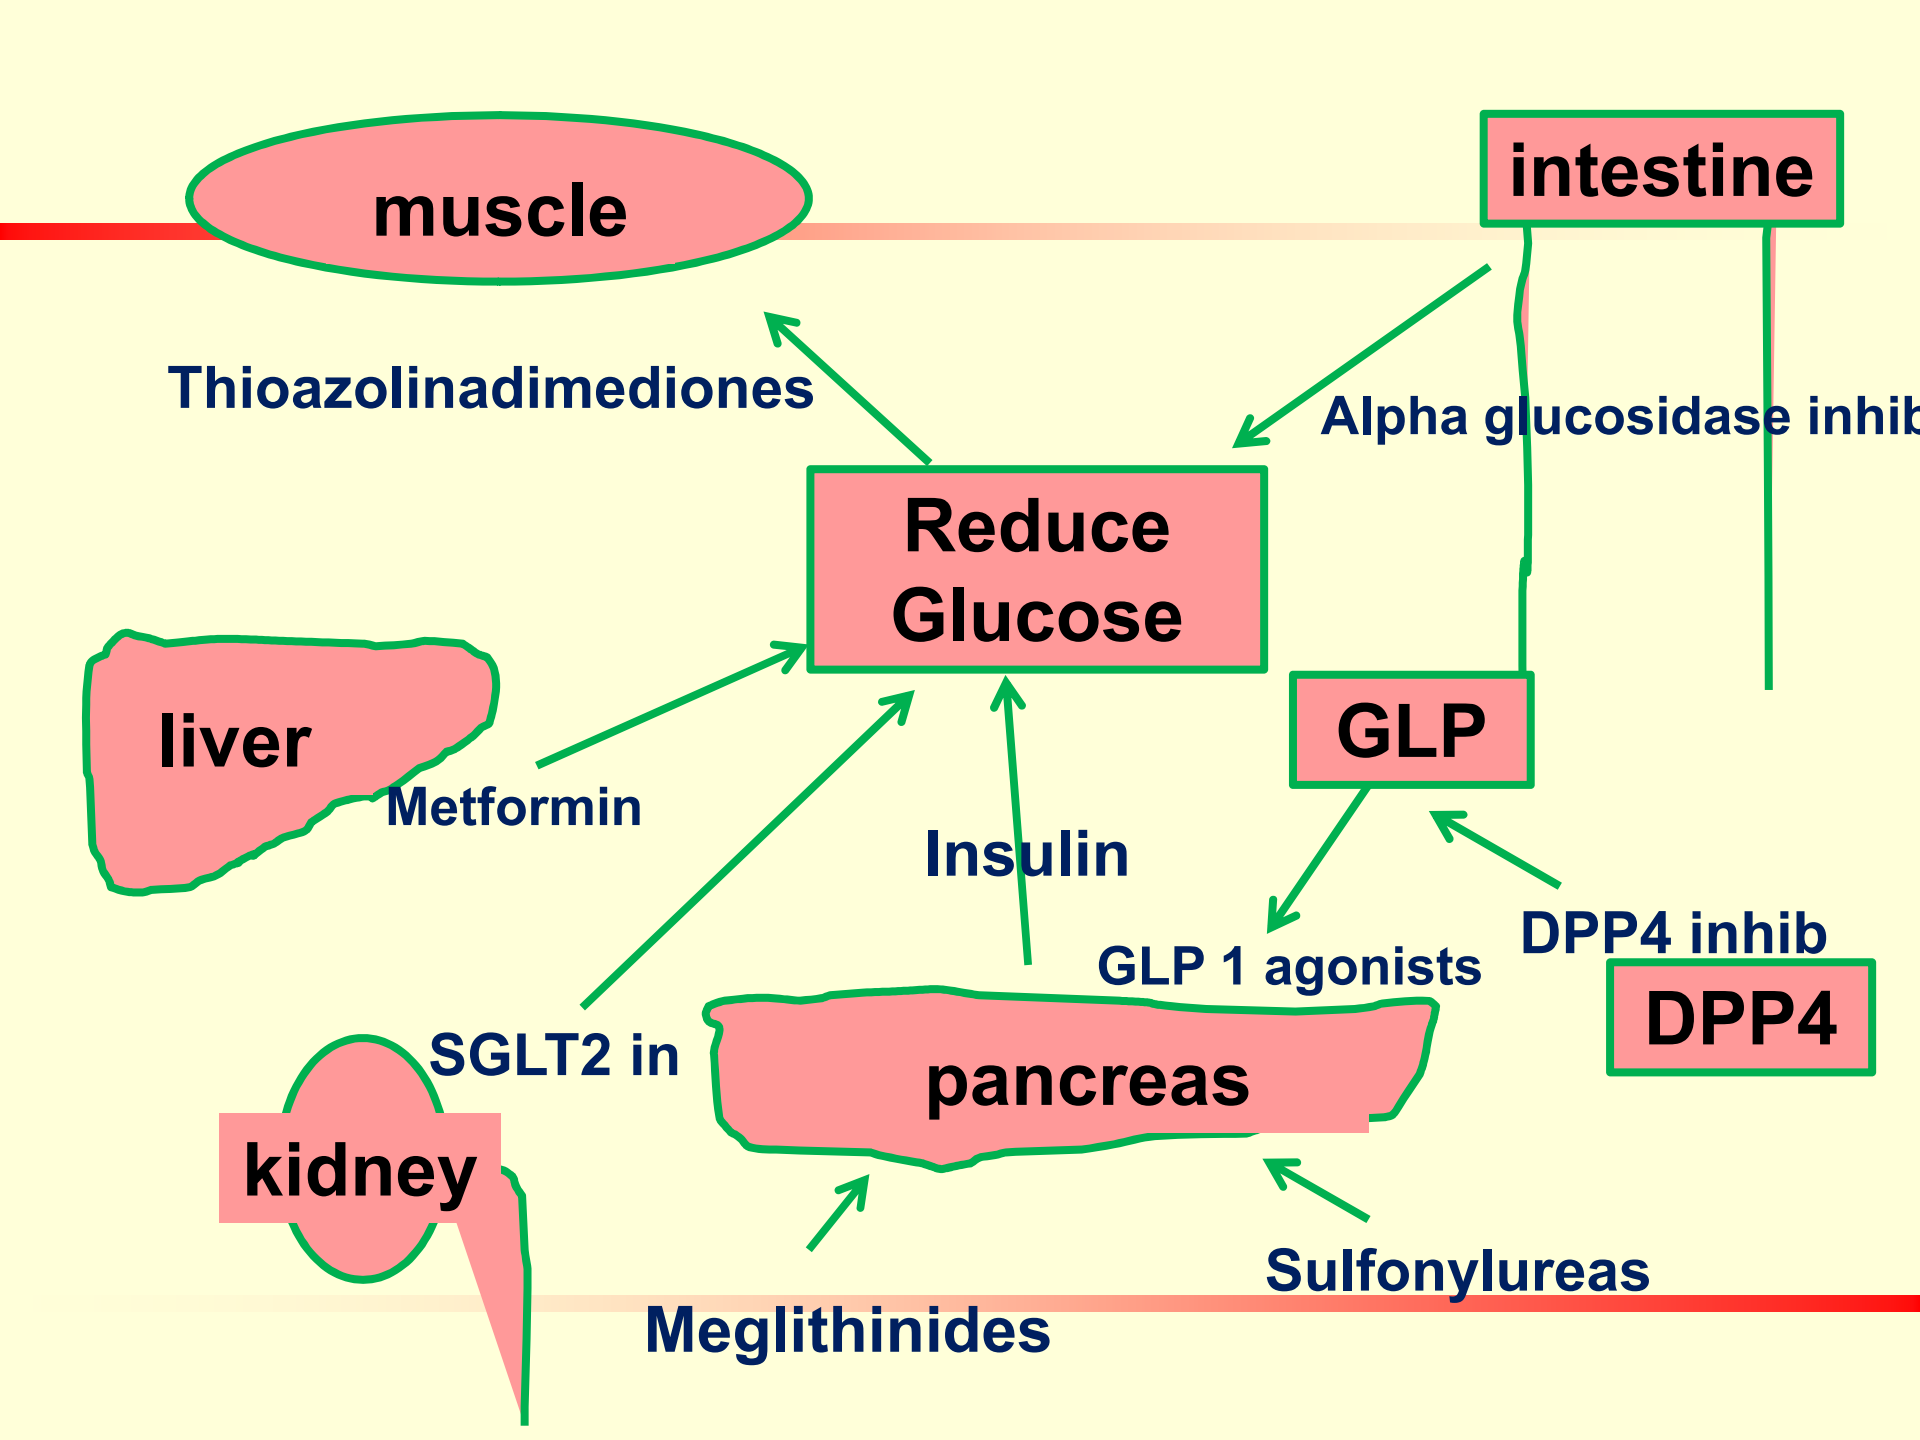 muscle
intestine
Thioazolinadimediones
Alpha glucosidase inhib
Reduce
Glucose
liver
Metformin
GLP
Insulin
DPP4 inhib
GLP 1 agonists
DPP4
SGLT2 in
pancreas
kidney
Sulfonylureas
Meglithinides